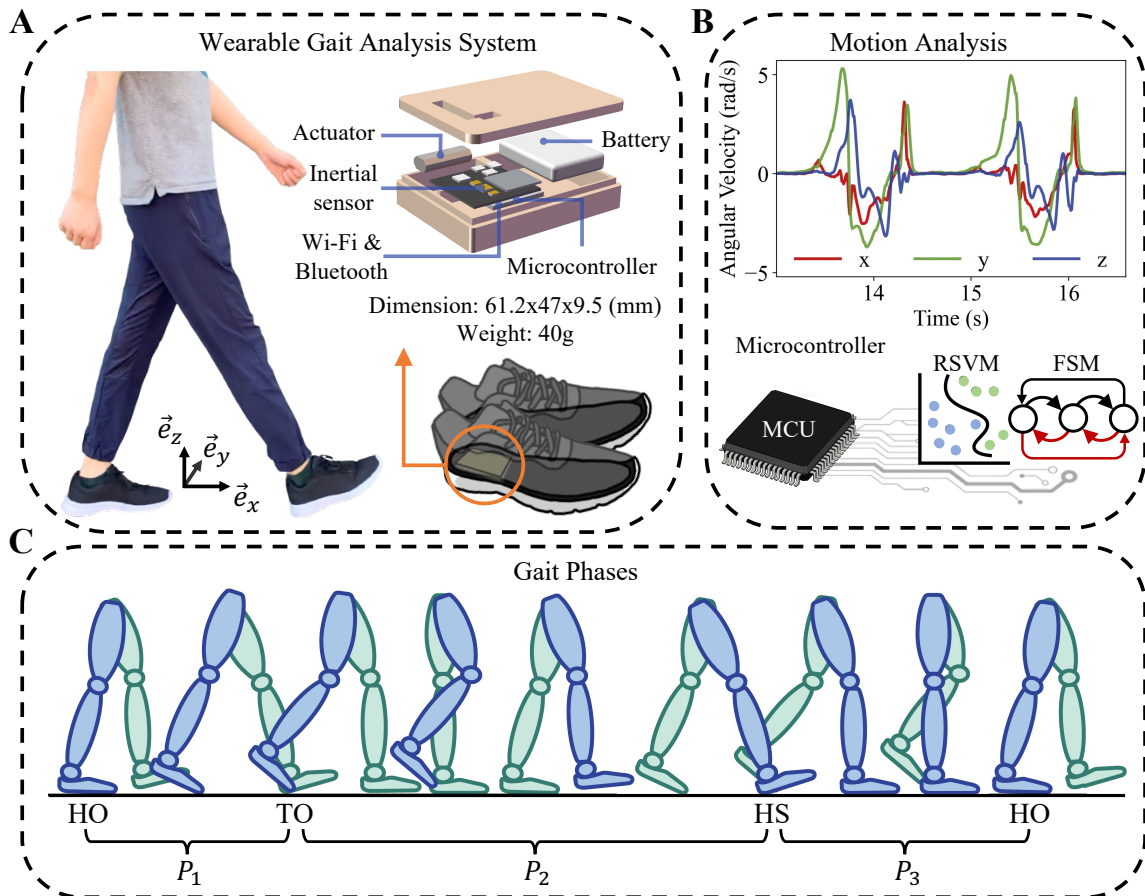 A
Wearable Gait Analysis System
Actuator
Battery
Inertial
sensor
Wi-Fi &
Bluetooth
Microcontroller
Dimension: 61.2x47x9.5 (mm)
Weight: 40g
e⃗z
e⃗y
e⃗x
B
Motion Analysis
Angular Velocity (rad/s)
5
0
−5
x y z
14 15 16
Time (s)
Microcontroller
RSVM
FSM
MCU
C
Gait Phases
HO TO HS HO
P1 P2 P3